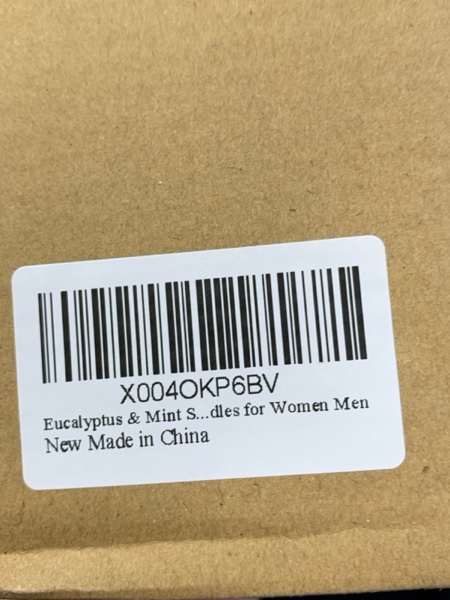 X004OKP6BV
Eucalyptus & Mint S...dles for Women Men
New Made in China